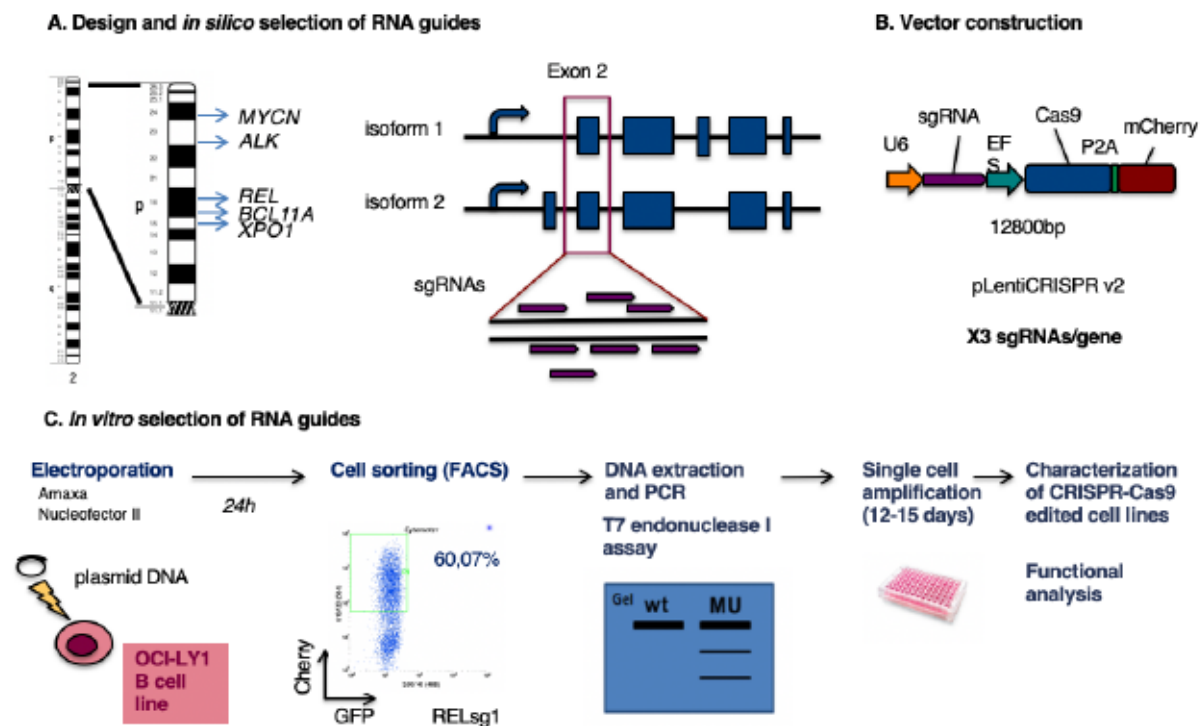 A. Design and in silico selection of RNA guides
MYCN
ALK
REL
BCL11A
XPO1
p
2
Exon 2
isoform 1
isoform 2
sgRNAs
B. Vector construction
sgRNA
Cas9
mCherry
U6
EF
S
P2A
12800bp
pLentiCRISPR v2
X3 sgRNAs/gene
C. In vitro selection of RNA guides
Electroporation
Amaxa
Nucleofector II
24h
plasmid DNA
OCI-LY1
B cell
line
Cell sorting (FACS)
60,07%
Cherry
GFP
RELsg1
DNA extraction
and PCR
T7 endonuclease I
assay
Gel wt MU
Single cell
amplification
(12-15 days)
Characterization
of CRISPR-Cas9
edited cell lines
Functional
analysis